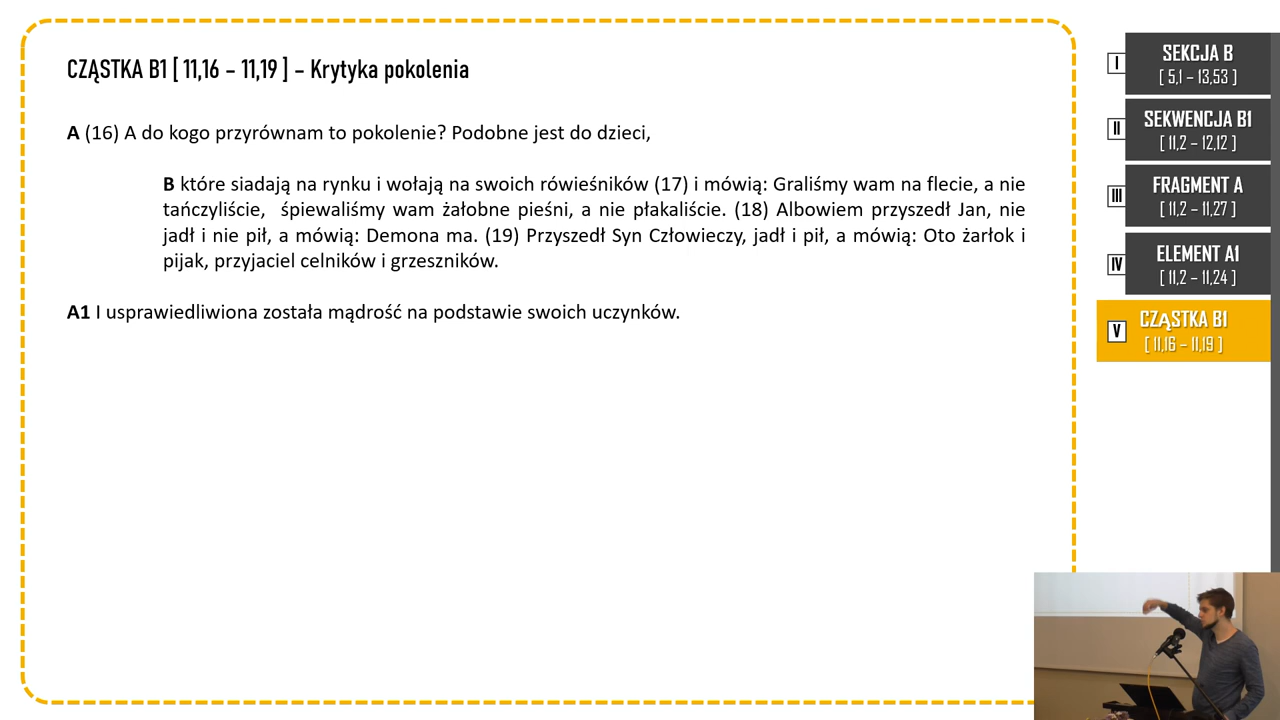 CZĄSTKA B1 [ 11,16 – 11,19 ] – Krytyka pokolenia
A (16) A do kogo przyrównam to pokolenie? Podobne jest do dzieci,
B które siadają na rynku i wołają na swoich rówieśników (17) i mówią: Graliśmy wam na flecie, a nie
tańczyliście, śpiewaliśmy wam żałobne pieśni, a nie płakaliście. (18) Albowiem przyszedł Jan, nie
jadł i nie pił, a mówią: Demona ma. (19) Przyszedł Syn Człowieczy, jadł i pił, a mówią: Oto żarłok i
pijak, przyjaciel celników i grzeszników.
A1 I usprawiedliwiona została mądrość na podstawie swoich uczynków.
I
SEKCJA B
[ 5,1 – 13,53 ]
II
SEKWENCJA B1
[ 11,2 – 12,12 ]
III
FRAGMENT A
[ 11,2 – 11,27 ]
IV
ELEMENT A1
[ 11,2 – 11,24 ]
V
CZĄSTKA B1
[ 11,16 – 11,19 ]